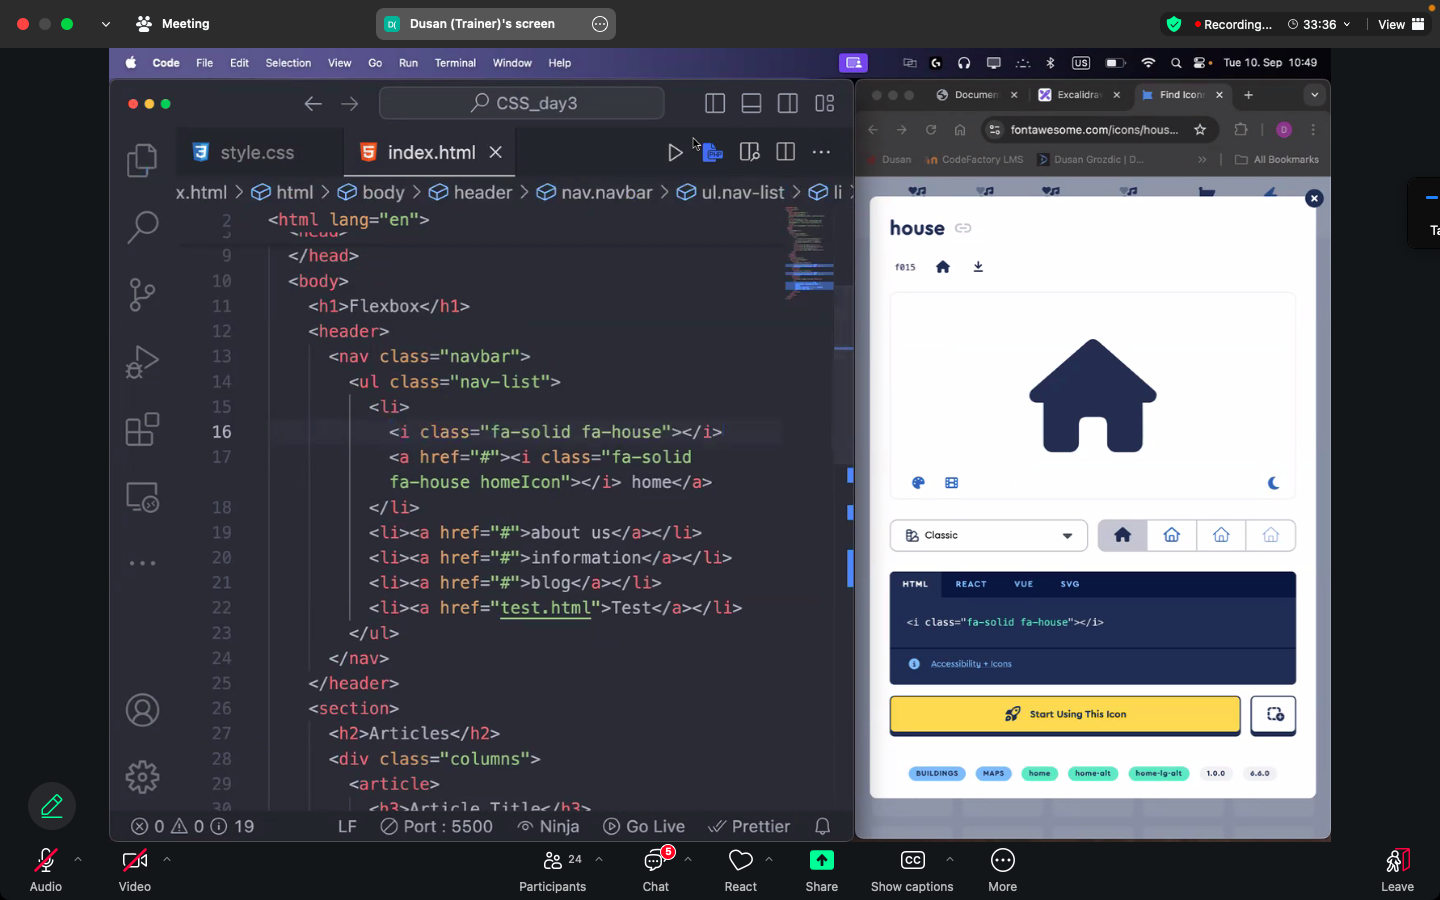 Meeting
D( Dusan (Trainer)'s screen
Recording...
33:36
View
Code File Edit Selection View Go Run Terminal Window Help
US
Tue 10. Sep 10:49
CSS_day3
style.css
index.html
x.html html body header nav.navbar ul.nav-list li
2 <html lang="en">
9 </head>
10 <body>
11 <h1>Flexbox</h1>
12 <header>
13 <nav class="navbar">
14 <ul class="nav-list">
15 <li>
16 <i class="fa-solid fa-house"></i>
17 <a href="#"><i class="fa-solid
fa-house homeIcon"></i> home</a>
18 </li>
19 <li><a href="#">about us</a></li>
20 <li><a href="#">information</a></li>
21 <li><a href="#">blog</a></li>
22 <li><a href="test.html">Test</a></li>
23 </ul>
24 </nav>
25 </header>
26 <section>
27 <h2>Articles</h2>
28 <div class="columns">
29 <article>
30 <h3>Article Title</h3>
0 0 19 LF Port : 5500 Ninja Go Live Prettier
Documen
Excalidra
Find Icon
fontawesome.com/icons/hous...
D
Dusan
CodeFactory LMS
Dusan Grozdic | D...
All Bookmarks
house
f015
Classic
HTML REACT VUE SVG
<i class="fa-solid fa-house"></i>
Accessibility + Icons
Start Using This Icon
BUILDINGS MAPS home home-alt home-lg-alt 1.0.0 6.6.0
Ta
Audio
Video
Participants 24
Chat 5
React
Share
CC Show captions
More
Leave